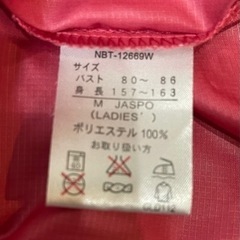 NBT-12669W
サイズ
バスト 80～ 86
身長 157～163
M JASPO
(LADIES')
ポリエステル 100%
お取り扱い方